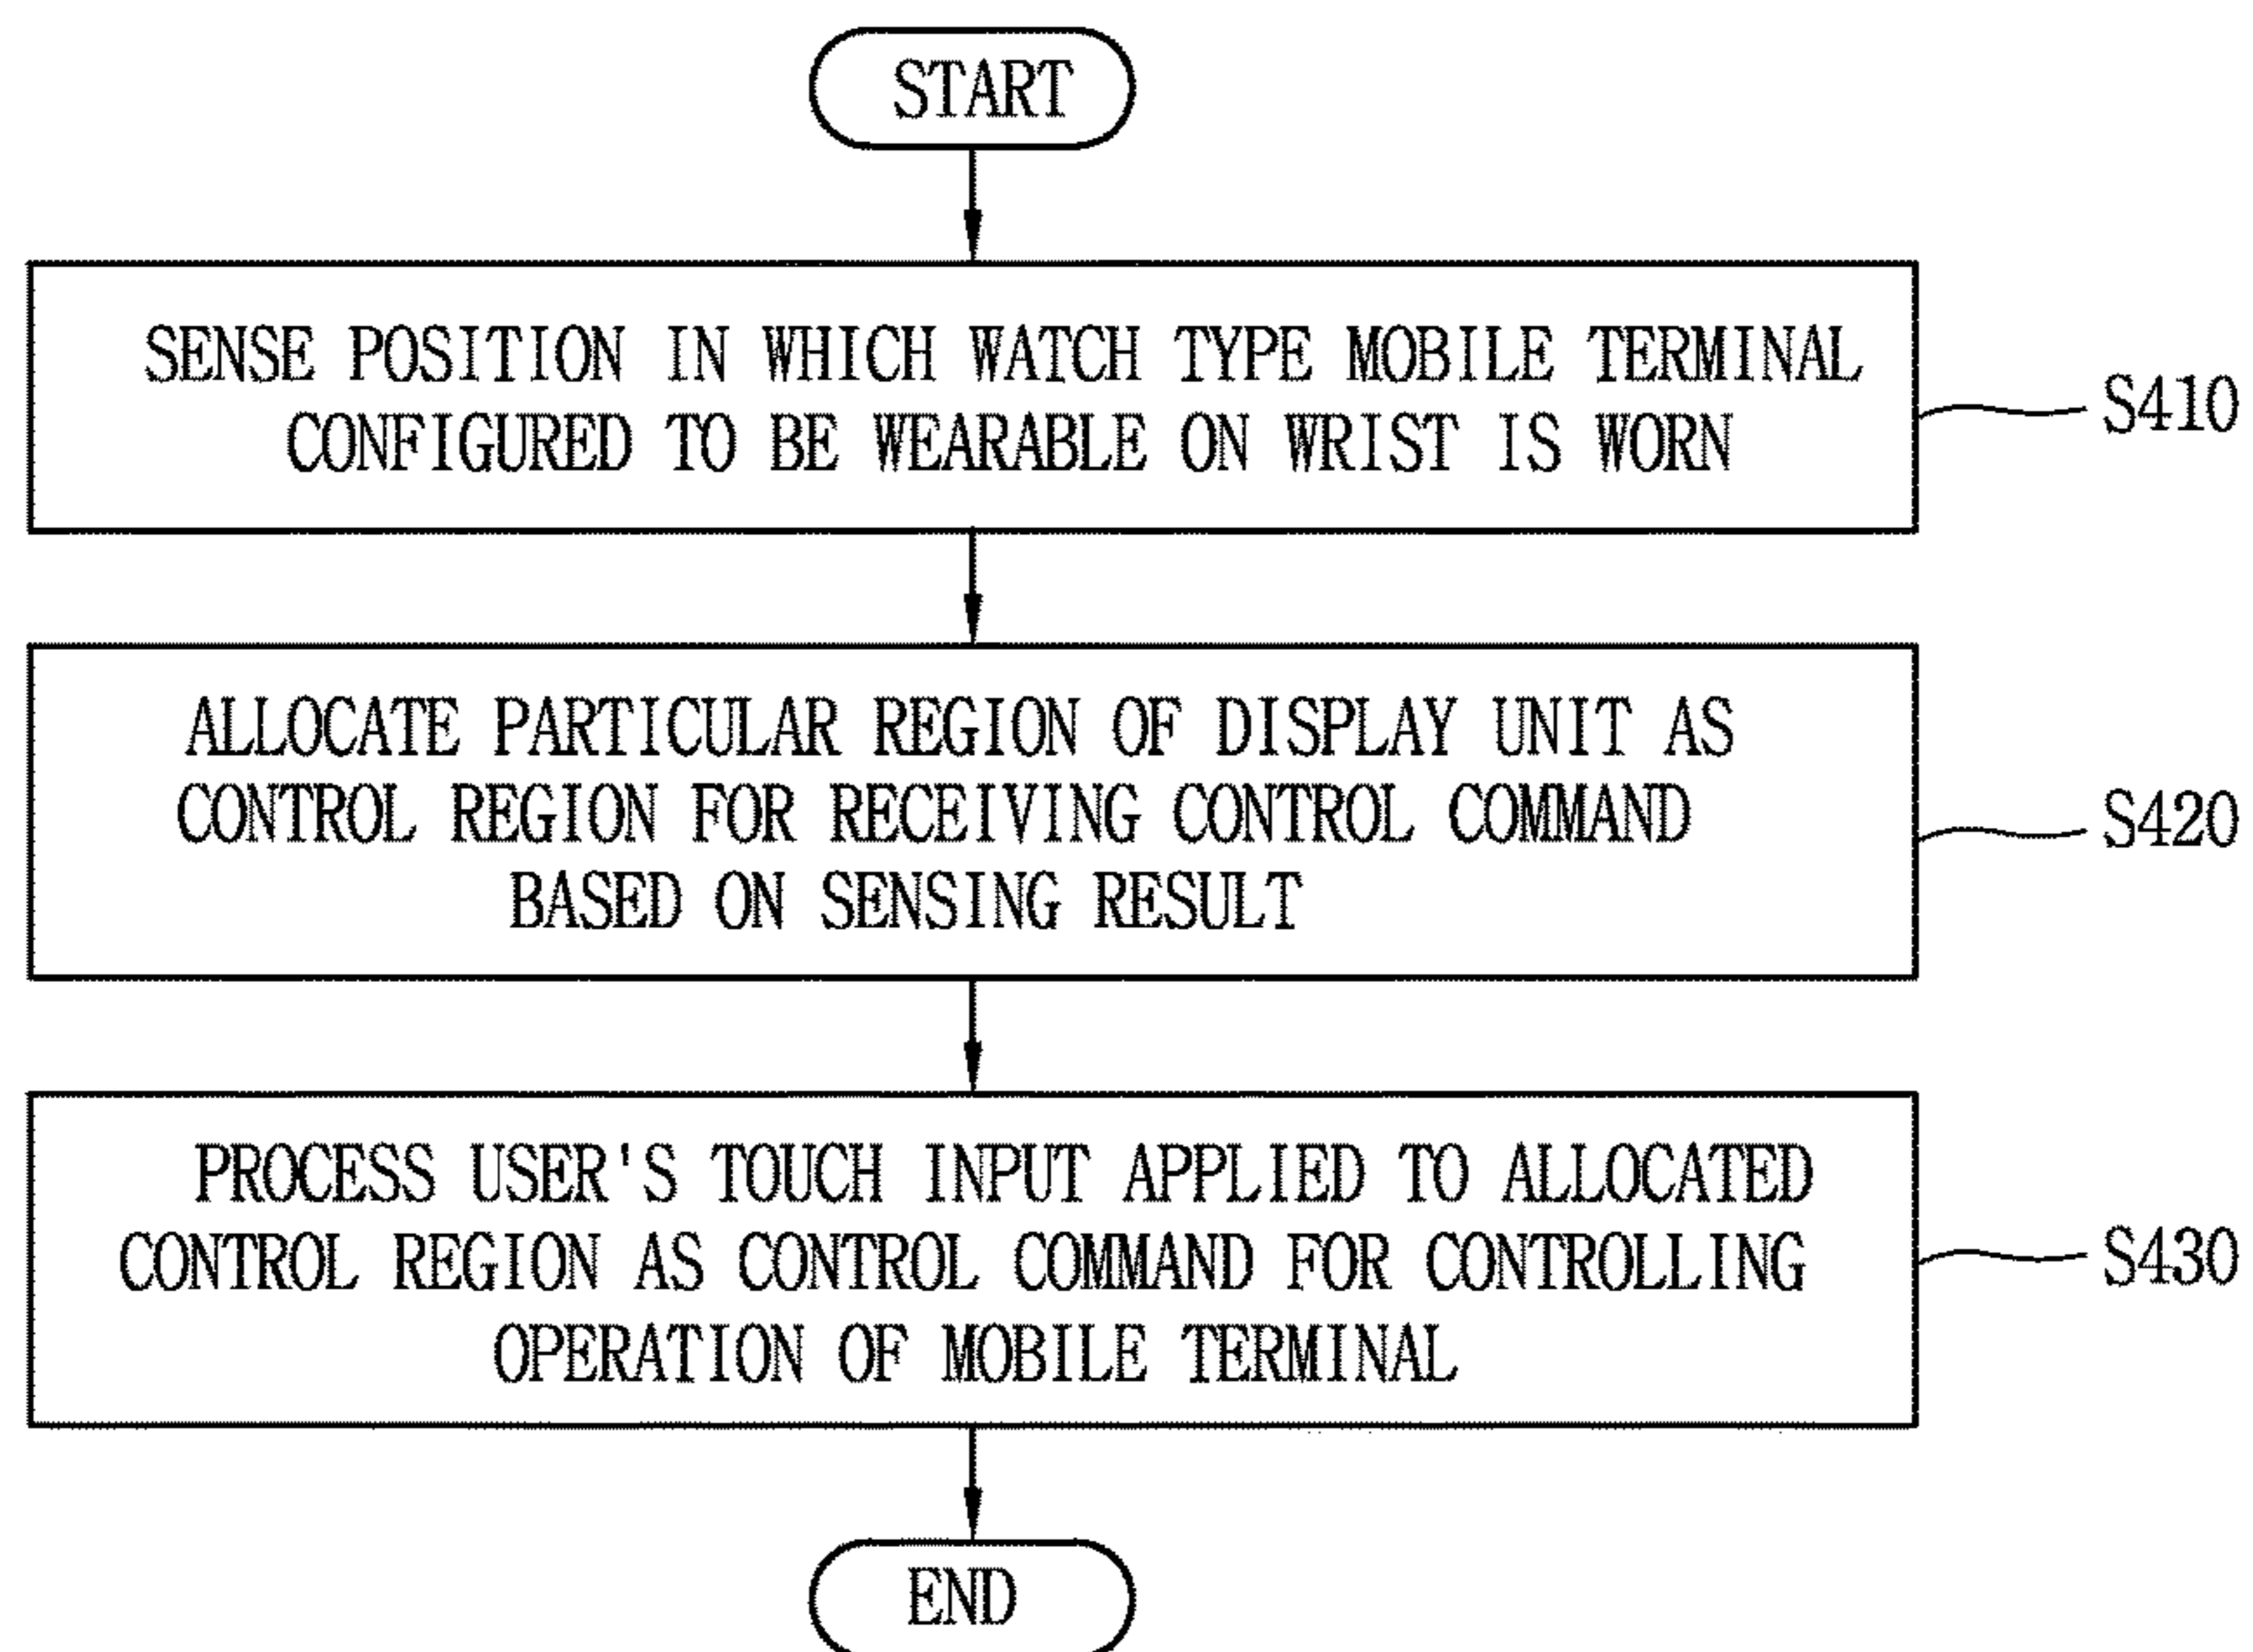 START
SENSE POSITION IN WHICH WATCH TYPE MOBILE TERMINAL
CONFIGURED TO BE WEARABLE ON WRIST IS WORN
S410
ALLOCATE PARTICULAR REGION OF DISPLAY UNIT AS
CONTROL REGION FOR RECEIVING CONTROL COMMAND
BASED ON SENSING RESULT
S420
PROCESS USER'S TOUCH INPUT APPLIED TO ALLOCATED
CONTROL REGION AS CONTROL COMMAND FOR CONTROLLING
OPERATION OF MOBILE TERMINAL
S430
END